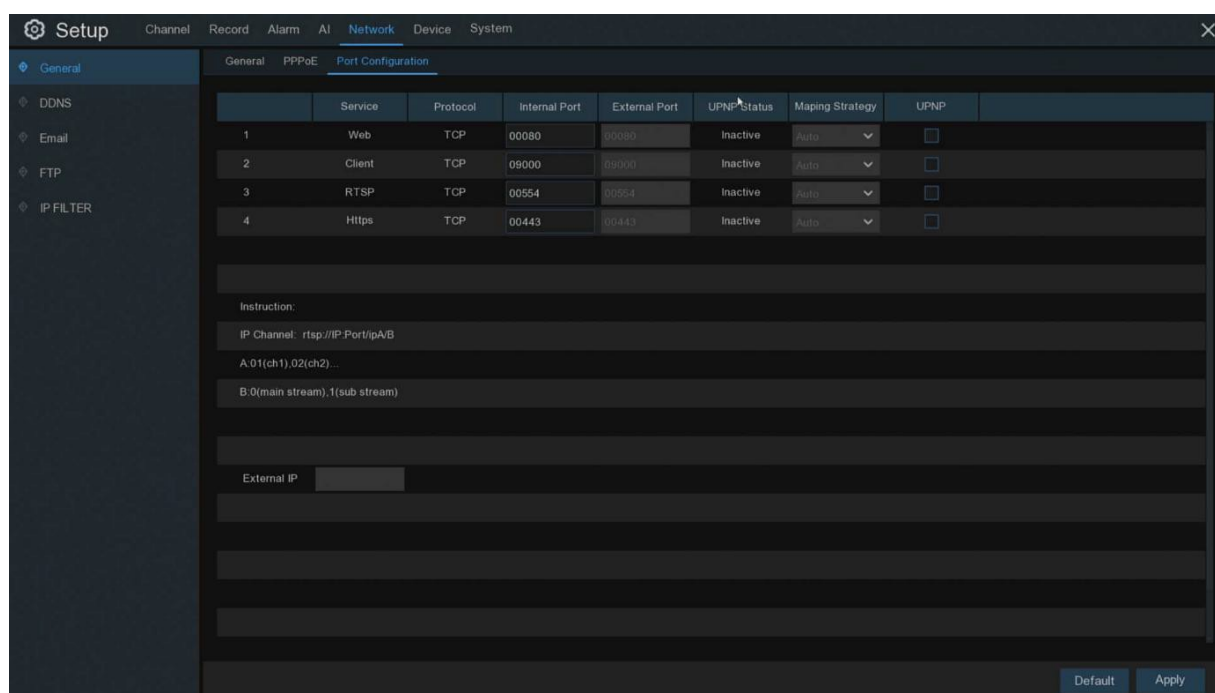 Setup Channel Record Alarm AI Network Device System
General PPPoE Port Configuration
General
DDNS
Email
FTP
IP FILTER
Service Protocol Internal Port External Port UPNP Status Maping Strategy UPNP
1 Web TCP 00080 00080 Inactive Auto
2 Client TCP 09000 09000 Inactive Auto
3 RTSP TCP 00554 00554 Inactive Auto
4 Https TCP 00443 00443 Inactive Auto
Instruction:
IP Channel: rtsp://IP:Port/ipA/B
A:01(ch1),02(ch2)...
B:0(main stream),1(sub stream)
External IP
Default Apply